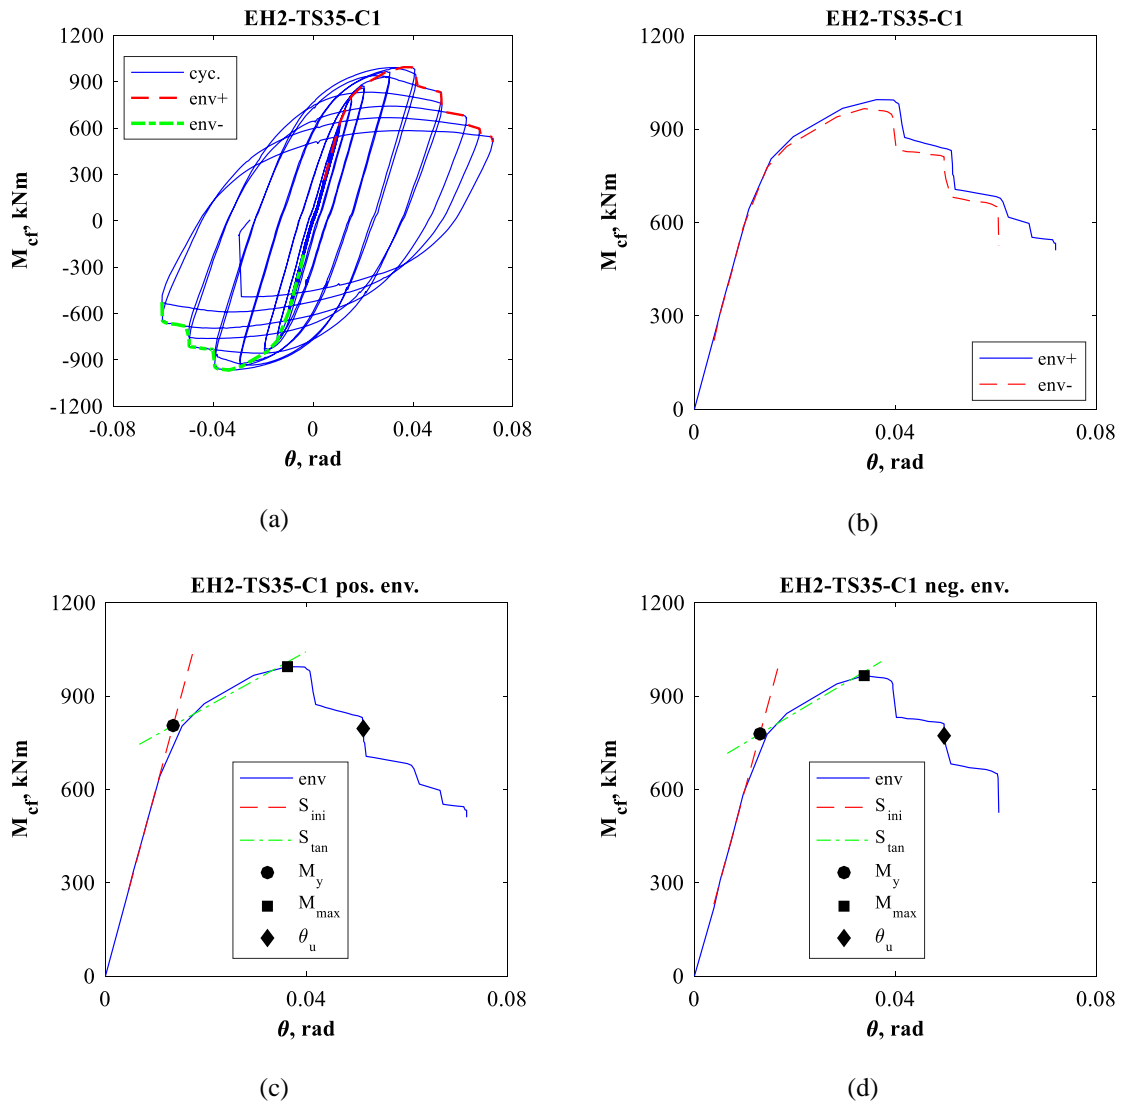 EH2-TS35-C1
1200
900
600
300
0
-300
-600
-900
-1200
-0.08
-0.04
0
0.04
0.08
M_cf, kNm
θ, rad
cyc.
env+
env-
(a)
EH2-TS35-C1
1200
900
600
300
0
0
0.04
0.08
M_cf, kNm
θ, rad
env+
env-
(b)
EH2-TS35-C1 pos. env.
1200
900
600
300
0
0
0.04
0.08
M_cf, kNm
θ, rad
env
S_ini
S_tan
M_y
M_max
θ_u
(c)
EH2-TS35-C1 neg. env.
1200
900
600
300
0
0
0.04
0.08
M_cf, kNm
θ, rad
env
S_ini
S_tan
M_y
M_max
θ_u
(d)